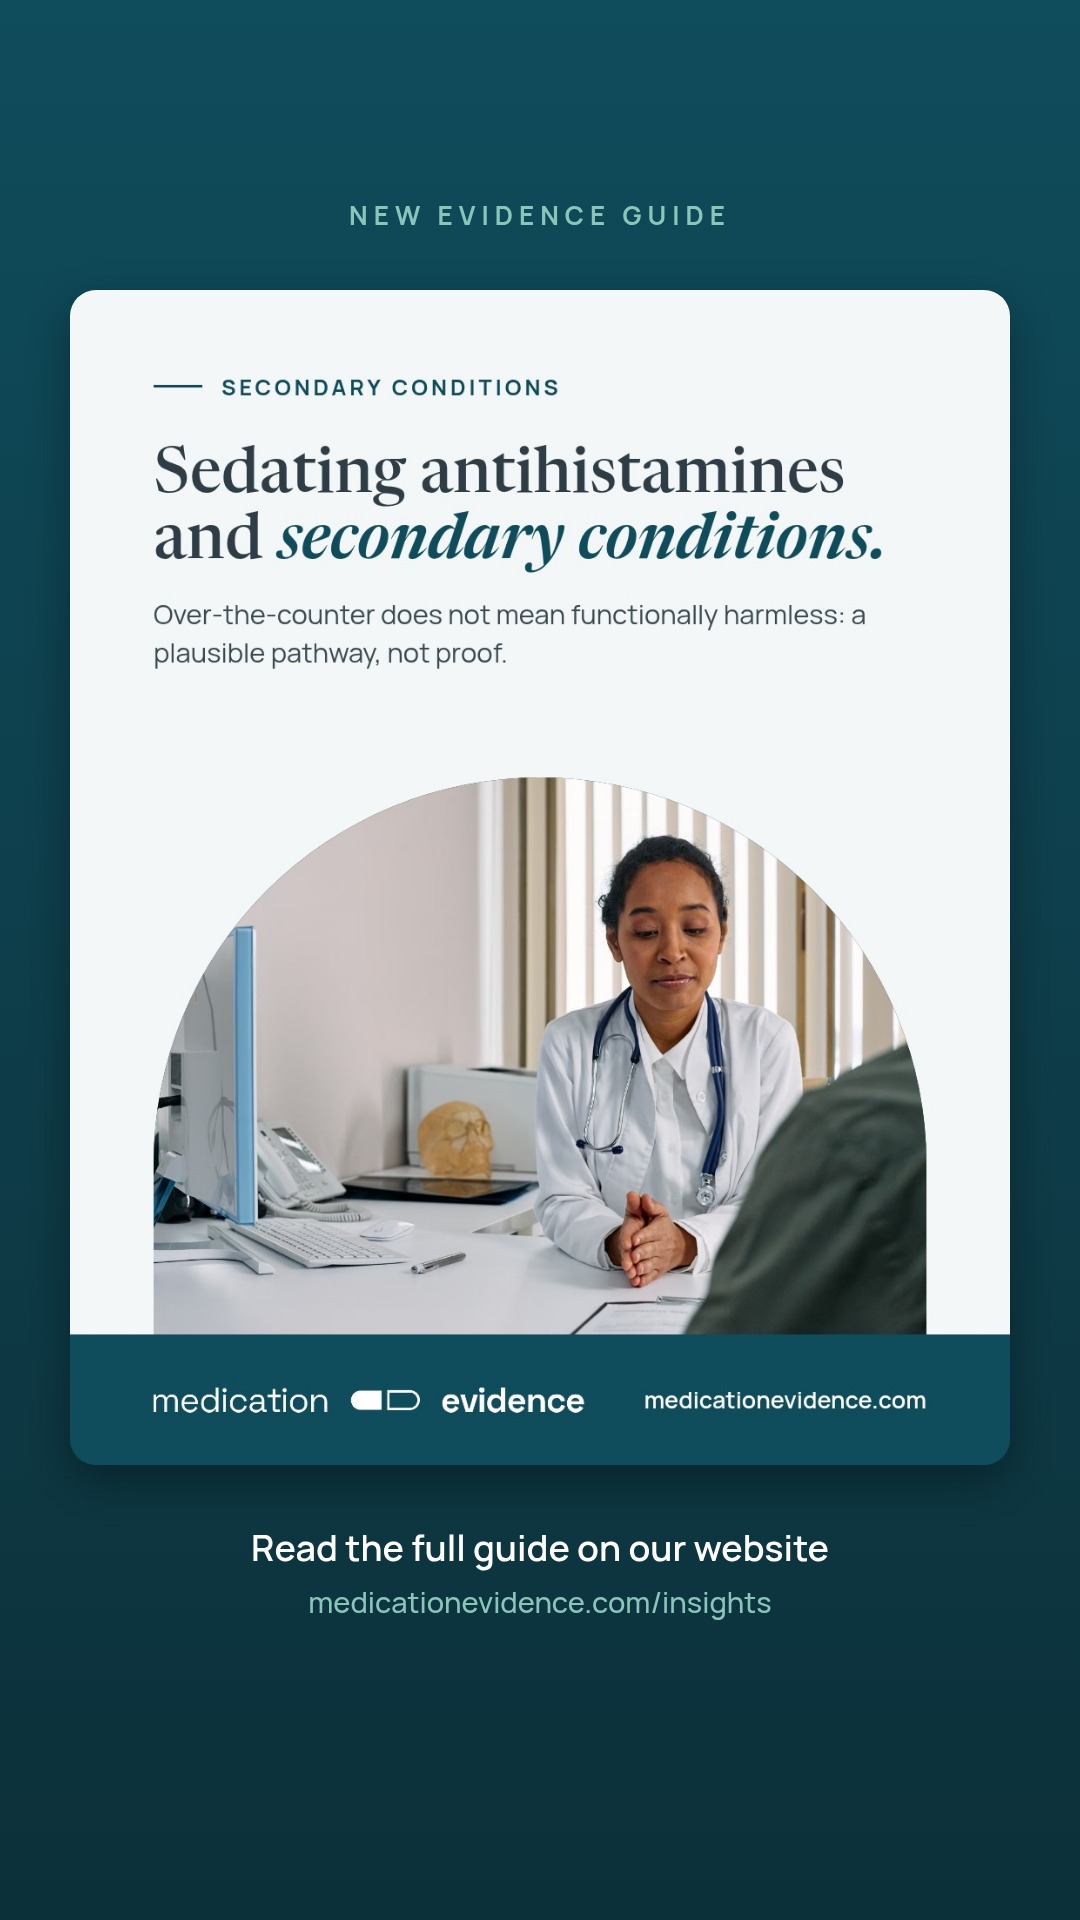 NEW EVIDENCE GUIDE
SECONDARY CONDITIONS
Sedating antihistamines
and secondary conditions.
Over-the-counter does not mean functionally harmless: a
plausible pathway, not proof.
medication evidence
medicationevidence.com
Read the full guide on our website
medicationevidence.com/insights